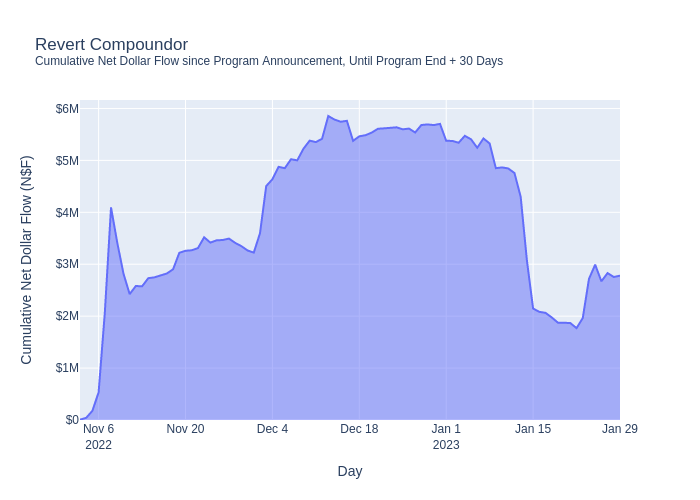 Revert Compoundor
Cumulative Net Dollar Flow since Program Announcement, Until Program End + 30 Days
Cumulative Net Dollar Flow (N$F)
$6M
$5M
$4M
$3M
$2M
$1M
$0
Nov 6 Nov 20 Dec 4 Dec 18 Jan 1 Jan 15 Jan 29
2022 2023
Day